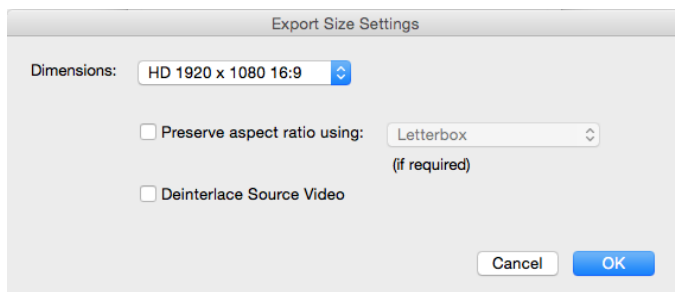 Export Size Settings
Dimensions: HD 1920 x 1080 16:9
Preserve aspect ratio using: Letterbox
(if required)
Deinterlace Source Video
Cancel OK